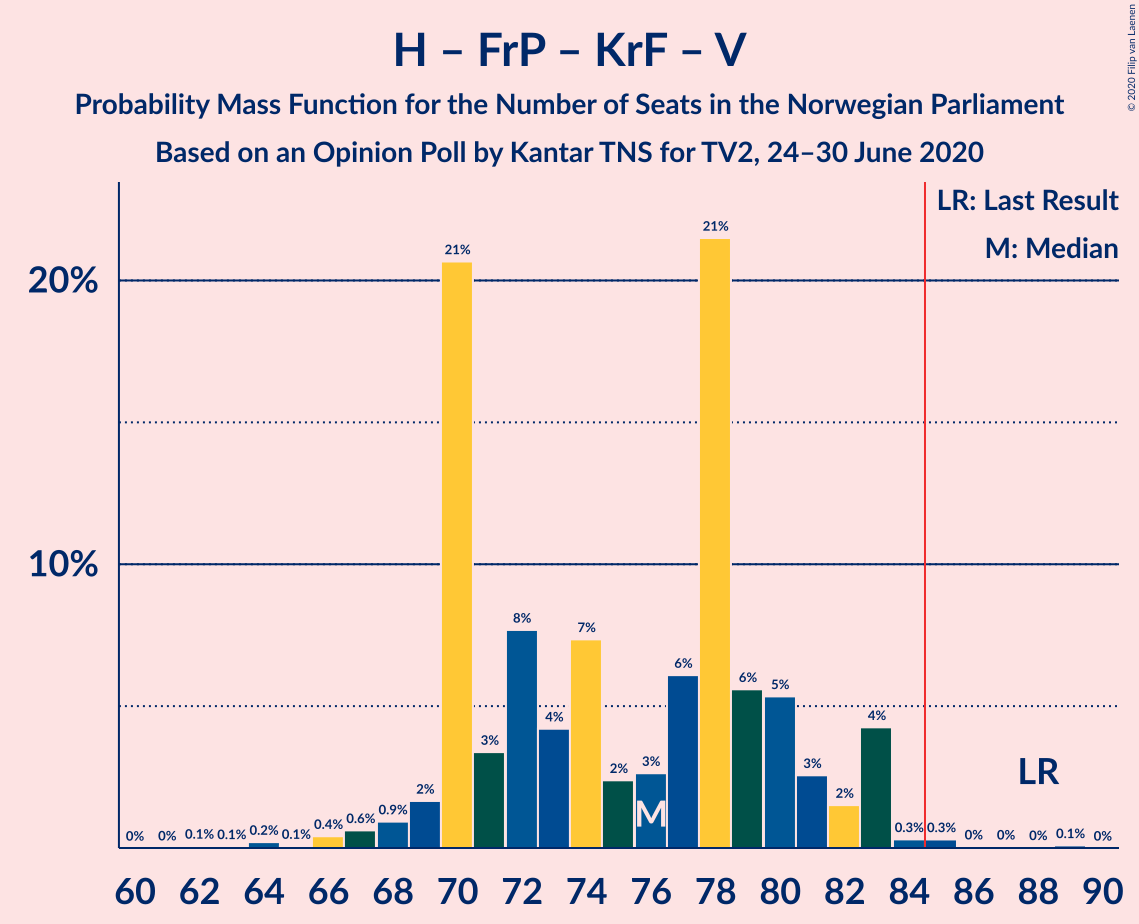 H – FrP – KrF – V
Probability Mass Function for the Number of Seats in the Norwegian Parliament
Based on an Opinion Poll by Kantar TNS for TV2, 24–30 June 2020
© 2020 Filip van Laenen
LR: Last Result
M: Median
20%
10%
0% 0% 0.1% 0.1% 0.2% 0.1% 0.4% 0.6% 0.9% 2% 21% 3% 8% 4% 7% 2% 3% 6% 21% 6% 5% 3% 2% 4% 0.3% 0.3% 0% 0% 0% 0.1% 0%
M
LR
60 62 64 66 68 70 72 74 76 78 80 82 84 86 88 90